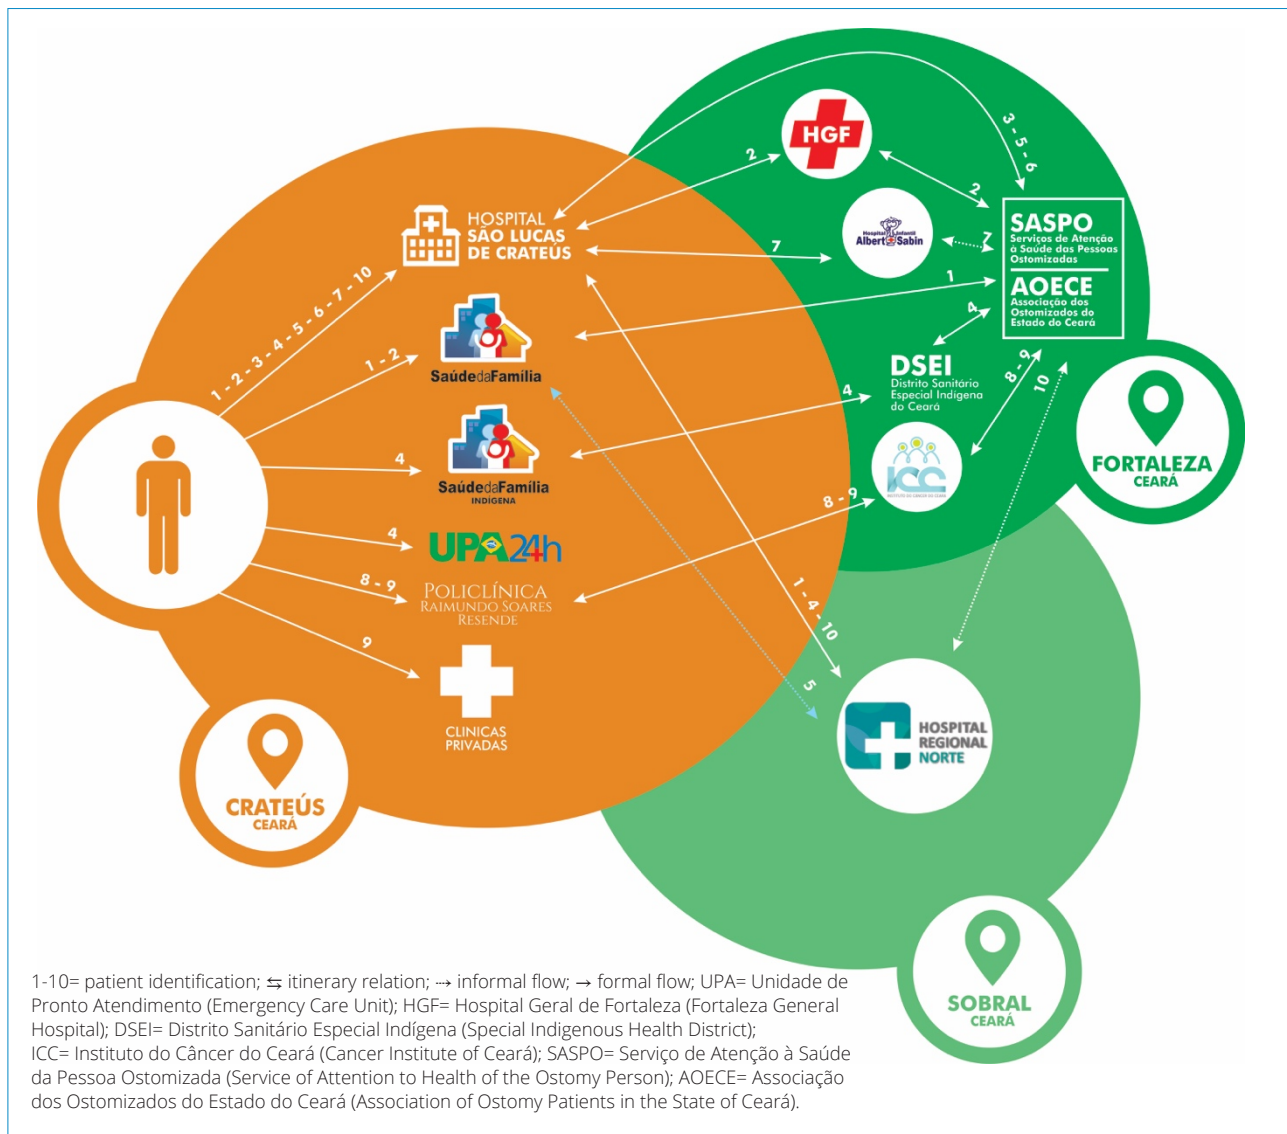 HGF
3 - 5 - 6
2
2
HOSPITAL
SÃO LUCAS
DE CRATEÚS
Hospital Infantil
Albert Sabin
7
7
SASPO
Serviços de Atenção
à Saúde das Pessoas
Ostomizadas
AOECE
Associação dos
Ostomizados do
Estado do Ceará
1
1 - 2 - 3 - 4 - 5 - 6 - 7 - 10
1 - 2
SaúdedaFamília
4
DSEI
Distrito Sanitário
Especial Indígena
do Ceará
4
8 - 9
10
4
SaúdedaFamília
INDÍGENA
ICC
INSTITUTO DO CÂNCER DO CEARÁ
8 - 9
FORTALEZA
CEARÁ
4
UPA24h
8 - 9
POLICLÍNICA
RAIMUNDO SOARES
RESENDE
1 - 4 - 10
9
5
CLINICAS
PRIVADAS
HOSPITAL
REGIONAL
NORTE
CRATEÚS
CEARÁ
SOBRAL
CEARÁ
1-10= patient identification; ⇆ itinerary relation; ⤏ informal flow; → formal flow; UPA= Unidade de
Pronto Atendimento (Emergency Care Unit); HGF= Hospital Geral de Fortaleza (Fortaleza General
Hospital); DSEI= Distrito Sanitário Especial Indígena (Special Indigenous Health District);
ICC= Instituto do Câncer do Ceará (Cancer Institute of Ceará); SASPO= Serviço de Atenção à Saúde
da Pessoa Ostomizada (Service of Attention to Health of the Ostomy Person); AOECE= Associação
dos Ostomizados do Estado do Ceará (Association of Ostomy Patients in the State of Ceará).